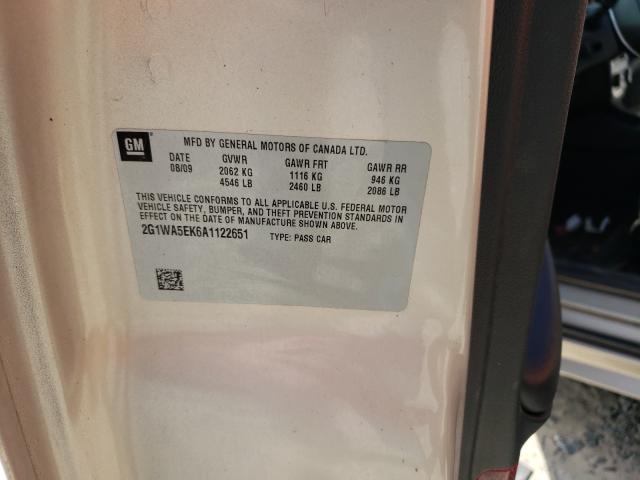 GM
MFD BY GENERAL MOTORS OF CANADA LTD.
DATE GVWR GAWR FRT GAWR RR
08/09 2062 KG 1116 KG 946 KG
4546 LB 2460 LB 2086 LB
THIS VEHICLE CONFORMS TO ALL APPLICABLE U.S. FEDERAL MOTOR
VEHICLE SAFETY, BUMPER, AND THEFT PREVENTION STANDARDS IN
EFFECT ON THE DATE OF MANUFACTURE SHOWN ABOVE.
2G1WA5EK6A1122651 TYPE: PASS CAR